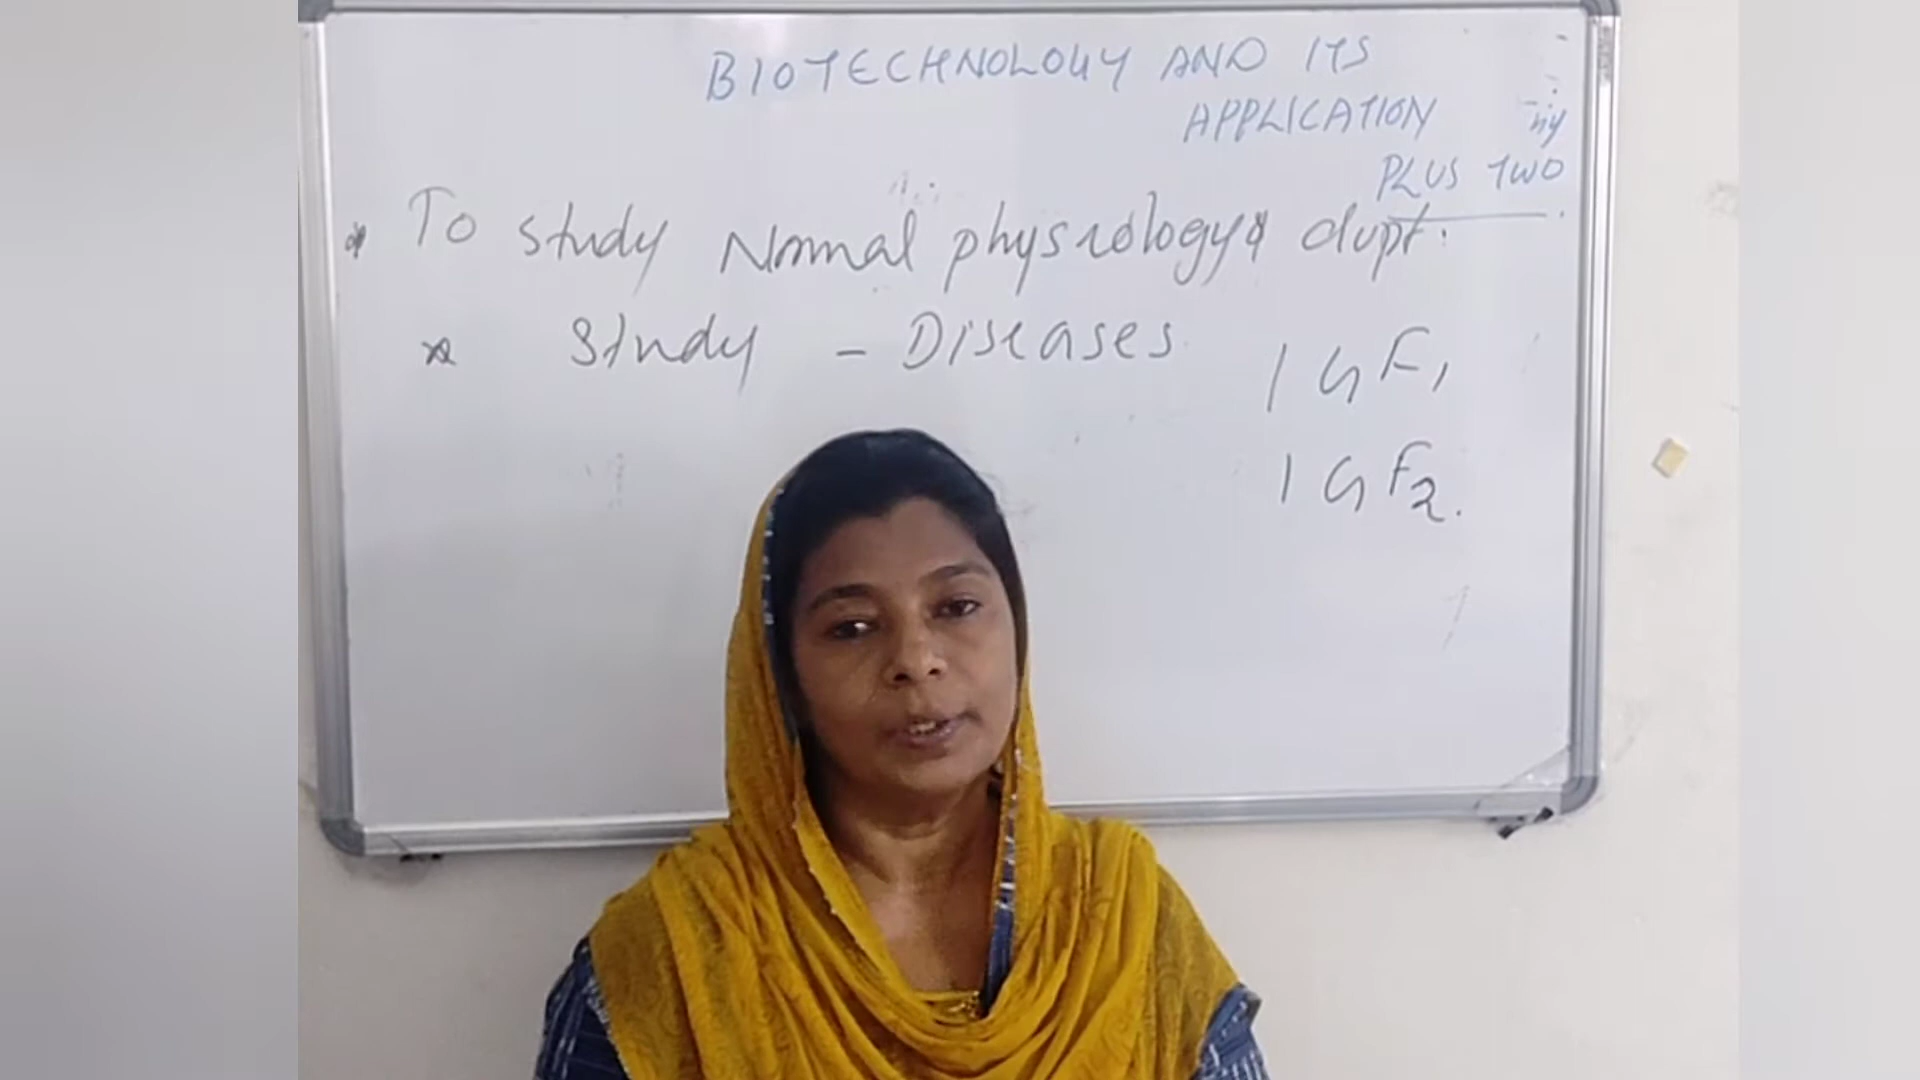 BIOTECHNOLOGY AND ITS
APPLICATION
PLUS TWO
* To study Normal physiology & dvpt.
* Study - Diseases
IGF1
IGF2.